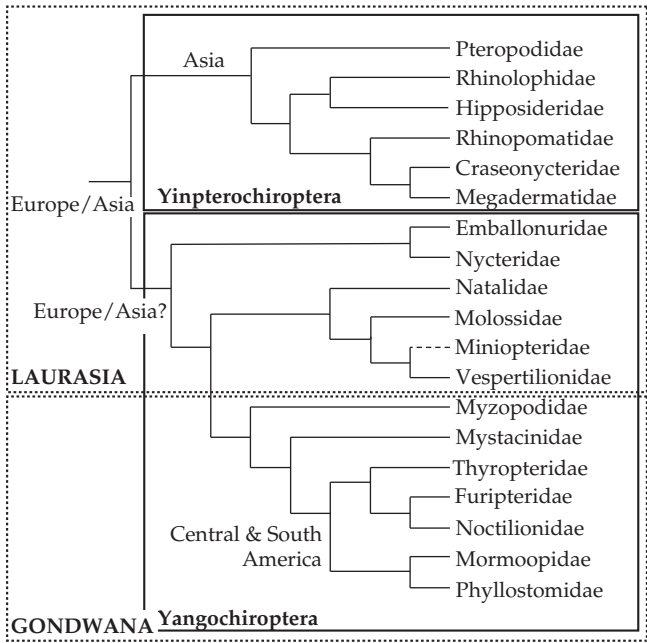 Asia
Pteropodidae
Rhinolophidae
Hipposideridae
Rhinopomatidae
Craseonycteridae
Megadermatidae
Europe/Asia
Yinpterochiroptera
Emballonuridae
Nycteridae
Natalidae
Europe/Asia?
Molossidae
Miniopteridae
Vespertilionidae
LAURASIA
Myzopodidae
Mystacinidae
Thyropteridae
Furipteridae
Noctilionidae
Central & South
America
Mormoopidae
Phyllostomidae
GONDWANA
Yangochiroptera